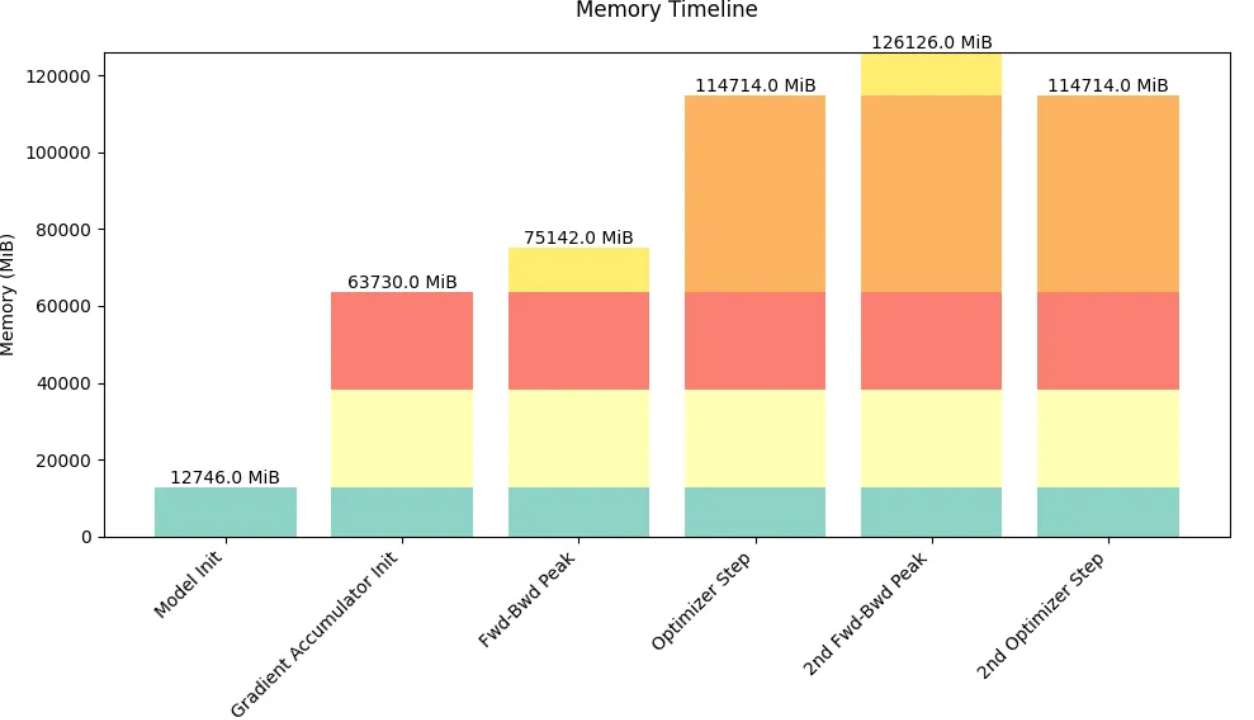 Memory Timeline
126126.0 MiB
120000
114714.0 MiB
114714.0 MiB
100000
80000
75142.0 MiB
63730.0 MiB
60000
Memory (MiB)
40000
20000
12746.0 MiB
0
Model Init
Gradient Accumulator Init
Fwd-Bwd Peak
Optimizer Step
2nd Fwd-Bwd Peak
2nd Optimizer Step